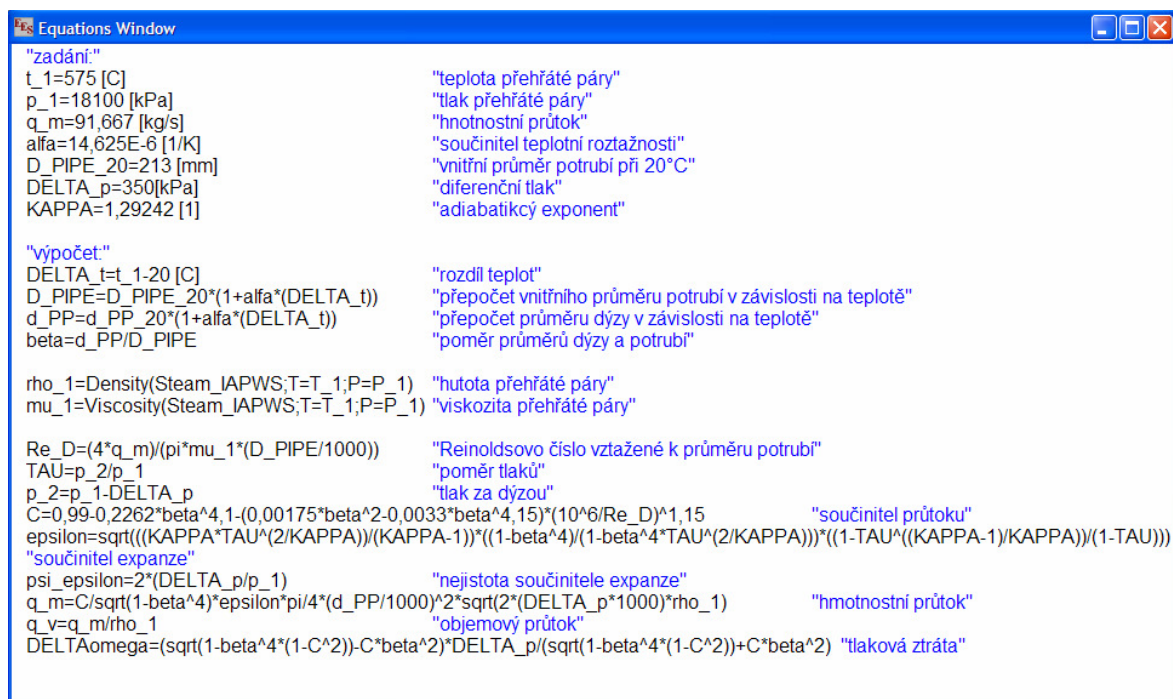 EES Equations Window
"zadání:"
t_1=575 [C] "teplota přehřáté páry"
p_1=18100 [kPa] "tlak přehřáté páry"
q_m=91,667 [kg/s] "hnotnostní průtok"
alfa=14,625E-6 [1/K] "součinitel teplotní roztažnosti"
D_PIPE_20=213 [mm] "vnitřní průměr potrubí při 20°C"
DELTA_p=350[kPa] "diferenční tlak"
KAPPA=1,29242 [1] "adiabatikcý exponent"
"výpočet:"
DELTA_t=t_1-20 [C] "rozdíl teplot"
D_PIPE=D_PIPE_20*(1+alfa*(DELTA_t)) "přepočet vnitřního průměru potrubí v závislosti na teplotě"
d_PP=d_PP_20*(1+alfa*(DELTA_t)) "přepočet průměru dýzy v závislosti na teplotě"
beta=d_PP/D_PIPE "poměr průměrů dýzy a potrubí"
rho_1=Density(Steam_IAPWS;T=T_1;P=P_1) "hutota přehřáté páry"
mu_1=Viscosity(Steam_IAPWS;T=T_1;P=P_1) "viskozita přehřáté páry"
Re_D=(4*q_m)/(pi*mu_1*(D_PIPE/1000)) "Reinoldsovo číslo vztažené k průměru potrubí"
TAU=p_2/p_1 "poměr tlaků"
p_2=p_1-DELTA_p "tlak za dýzou"
C=0,99-0,2262*beta^4,1-(0,00175*beta^2-0,0033*beta^4,15)*(10^6/Re_D)^1,15 "součinitel průtoku"
epsilon=sqrt(((KAPPA*TAU^(2/KAPPA))/(KAPPA-1))*((1-beta^4)/(1-beta^4*TAU^(2/KAPPA)))*((1-TAU^((KAPPA-1)/KAPPA))/(1-TAU)))
"součinitel expanze"
psi_epsilon=2*(DELTA_p/p_1) "nejistota součinitele expanze"
q_m=C/sqrt(1-beta^4)*epsilon*pi/4*(d_PP/1000)^2*sqrt(2*(DELTA_p*1000)*rho_1) "hmotnostní průtok"
q_v=q_m/rho_1 "objemový průtok"
DELTAomega=(sqrt(1-beta^4*(1-C^2))-C*beta^2)*DELTA_p/(sqrt(1-beta^4*(1-C^2))+C*beta^2) "tlaková ztráta"